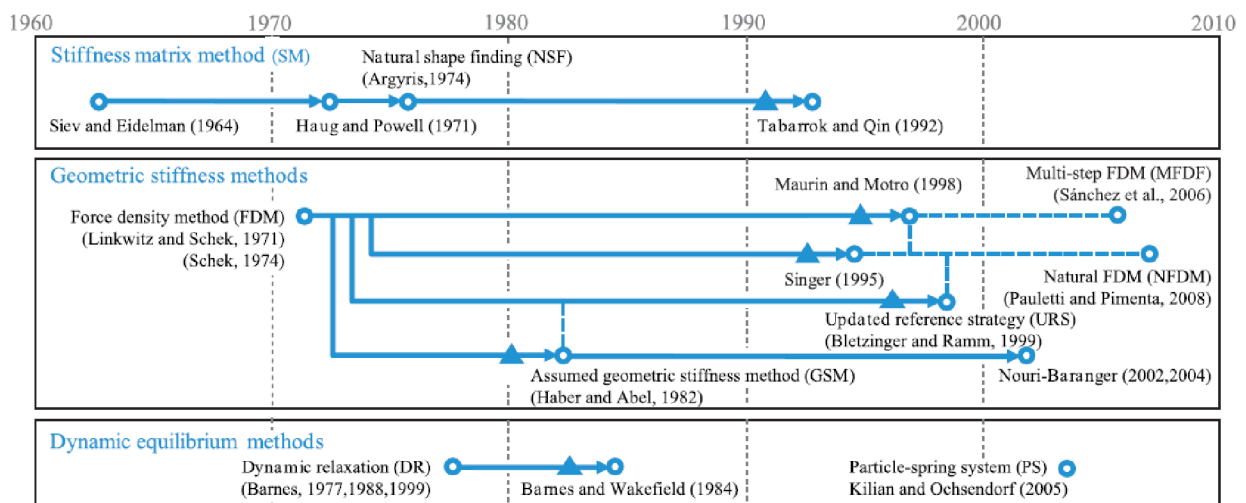 1960 1970 1980 1990 2000 2010
Stiffness matrix method (SM)
Natural shape finding (NSF)
(Argyris,1974)
Siev and Eidelman (1964)
Haug and Powell (1971)
Tabarrok and Qin (1992)
Geometric stiffness methods
Maurin and Motro (1998)
Multi-step FDM (MFDF)
(Sánchez et al., 2006)
Force density method (FDM)
(Linkwitz and Schek, 1971)
(Schek, 1974)
Singer (1995)
Natural FDM (NFDM)
(Pauletti and Pimenta, 2008)
Updated reference strategy (URS)
(Bletzinger and Ramm, 1999)
Assumed geometric stiffness method (GSM)
(Haber and Abel, 1982)
Nouri-Baranger (2002,2004)
Dynamic equilibrium methods
Dynamic relaxation (DR)
(Barnes, 1977,1988,1999)
Barnes and Wakefield (1984)
Particle-spring system (PS)
Kilian and Ochsendorf (2005)